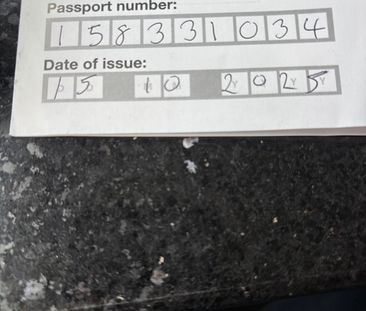 Passport number:
158331034
Date of issue:
15 10 2025